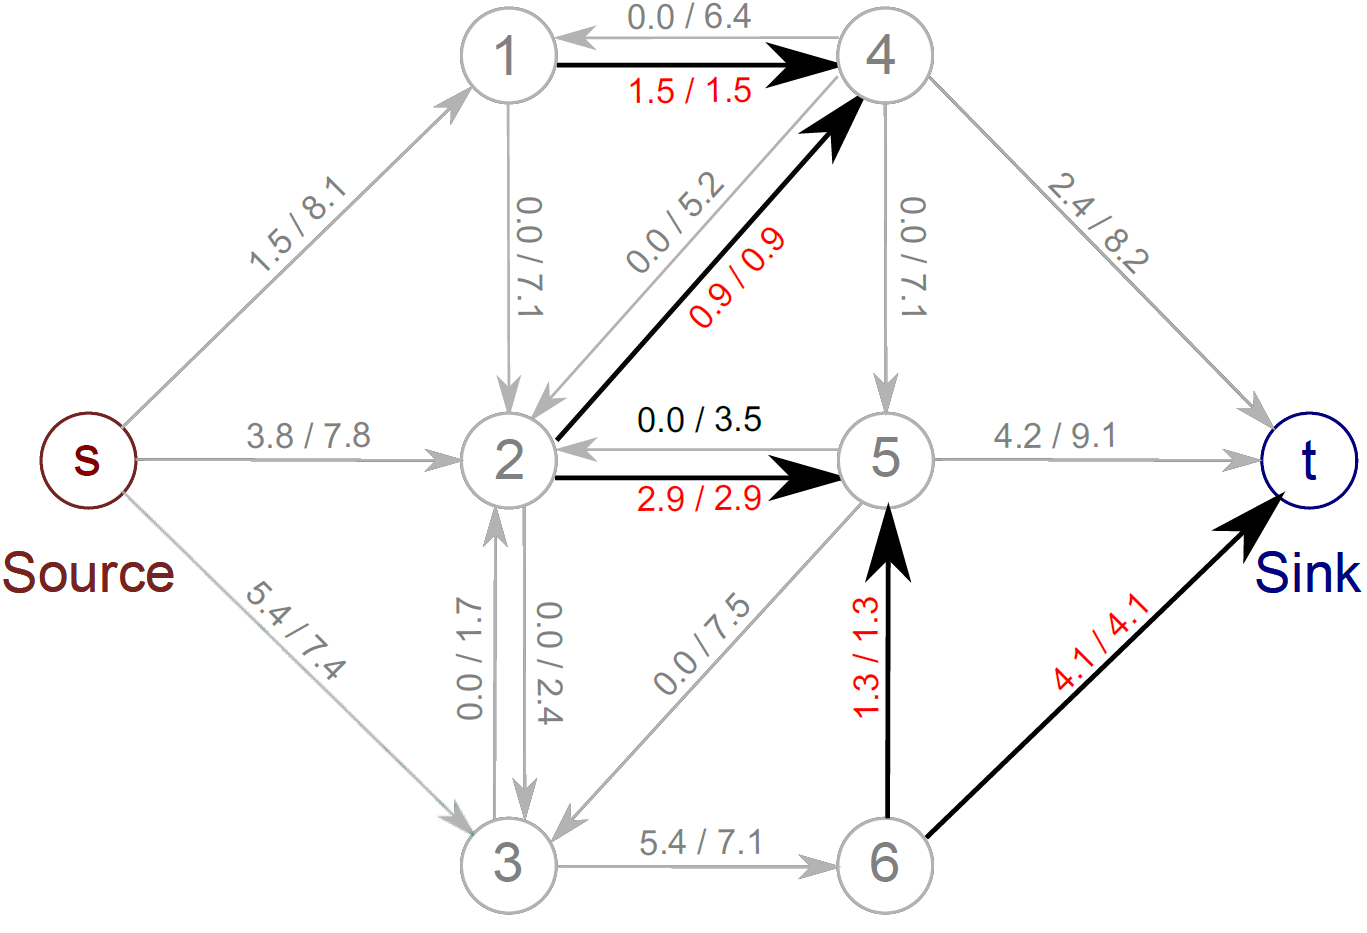 0.0 / 6.4
1
4
1.5 / 1.5
1.5 / 8.1
0.0 / 7.1
0.0 / 5.2
0.9 / 0.9
0.0 / 7.1
2.4 / 8.2
s
3.8 / 7.8
2
0.0 / 3.5
2.9 / 2.9
5
4.2 / 9.1
t
Source
Sink
5.4 / 7.4
0.0 / 1.7
0.0 / 2.4
0.0 / 7.5
1.3 / 1.3
4.1 / 4.1
3
5.4 / 7.1
6